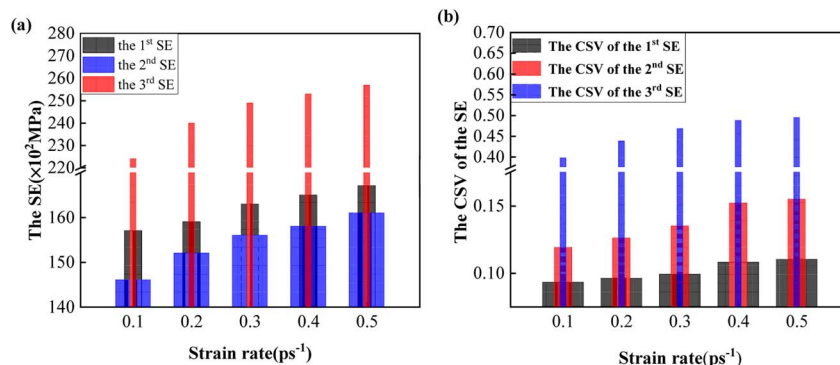 (a)
280
270
260
250
240
230
220
160
150
140
The SE(×10²MPa)
the 1ˢᵗ SE
the 2ⁿᵈ SE
the 3ʳᵈ SE
0.1 0.2 0.3 0.4 0.5
Strain rate(ps⁻¹)
(b)
0.70
0.65
0.60
0.55
0.50
0.45
0.40
0.15
0.10
The CSV of the SE
The CSV of the 1ˢᵗ SE
The CSV of the 2ⁿᵈ SE
The CSV of the 3ʳᵈ SE
0.1 0.2 0.3 0.4 0.5
Strain rate(ps⁻¹)